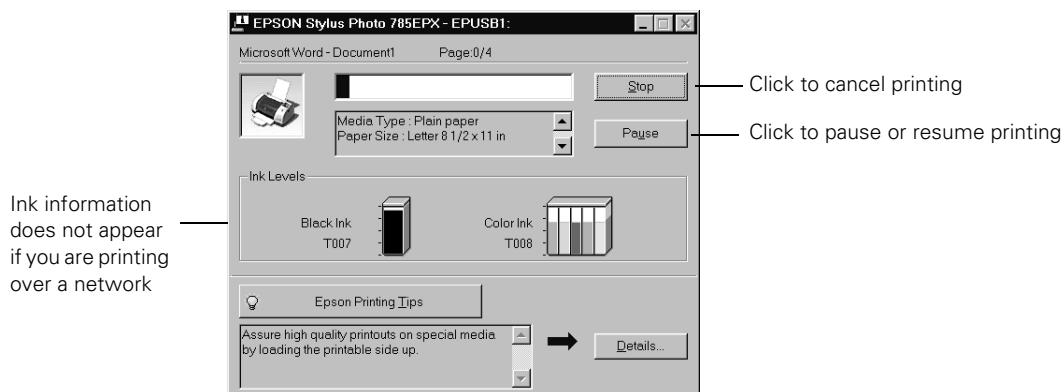 EPSON Stylus Photo 785EPX - EPUSB1:
Microsoft Word - Document1 Page:0/4
Stop
Click to cancel printing
Media Type : Plain paper
Paper Size : Letter 8 1/2 x 11 in
Pause
Click to pause or resume printing
Ink Levels
Ink information
does not appear
if you are printing
over a network
Black Ink
T007
Color Ink
T008
Epson Printing Tips
Assure high quality printouts on special media
by loading the printable side up.
Details...